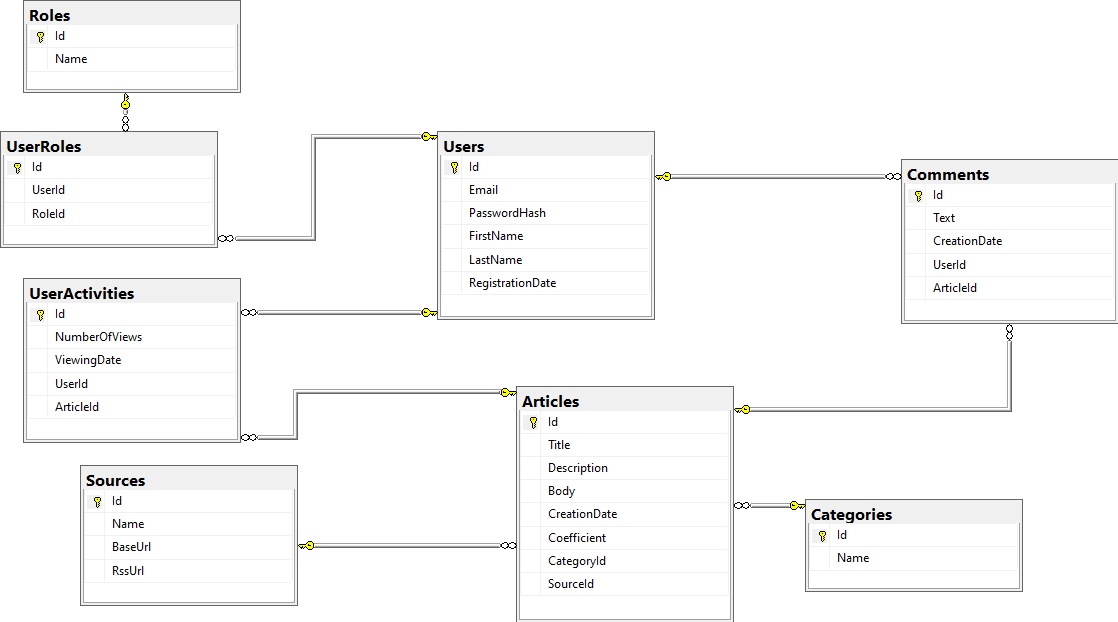 Roles
Id
Name
UserRoles
Id
UserId
RoleId
Users
Id
Email
PasswordHash
FirstName
LastName
RegistrationDate
Comments
Id
Text
CreationDate
UserId
ArticleId
UserActivities
Id
NumberOfViews
ViewingDate
UserId
ArticleId
Articles
Id
Title
Description
Body
CreationDate
Coefficient
CategoryId
SourceId
Sources
Id
Name
BaseUrl
RssUrl
Categories
Id
Name